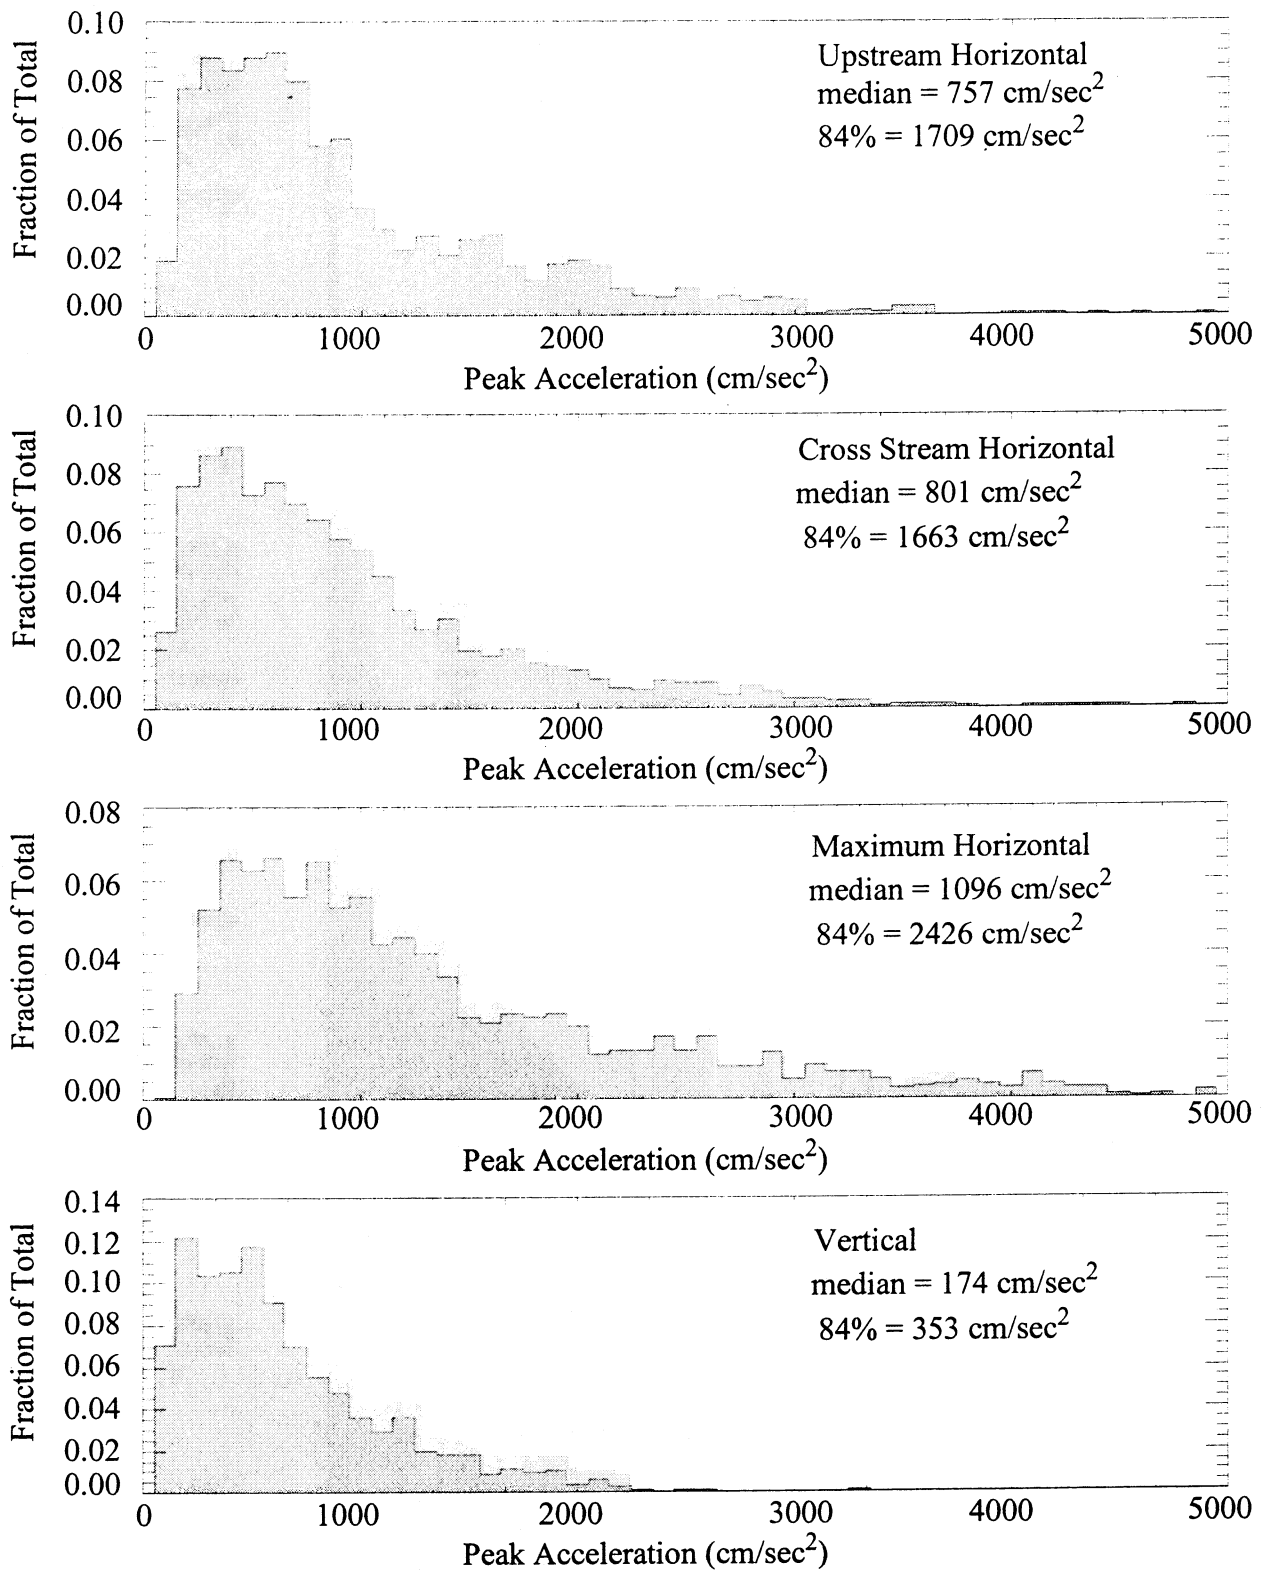 0.10
0.08
0.06
0.04
0.02
0.00
Fraction of Total
Upstream Horizontal
median = 757 cm/sec²
84% = 1709 cm/sec²
0 1000 2000 3000 4000 5000
Peak Acceleration (cm/sec²)
0.10
0.08
0.06
0.04
0.02
0.00
Fraction of Total
Cross Stream Horizontal
median = 801 cm/sec²
84% = 1663 cm/sec²
0 1000 2000 3000 4000 5000
Peak Acceleration (cm/sec²)
0.08
0.06
0.04
0.02
0.00
Fraction of Total
Maximum Horizontal
median = 1096 cm/sec²
84% = 2426 cm/sec²
0 1000 2000 3000 4000 5000
Peak Acceleration (cm/sec²)
0.14
0.12
0.10
0.08
0.06
0.04
0.02
0.00
Fraction of Total
Vertical
median = 174 cm/sec²
84% = 353 cm/sec²
0 1000 2000 3000 4000 5000
Peak Acceleration (cm/sec²)